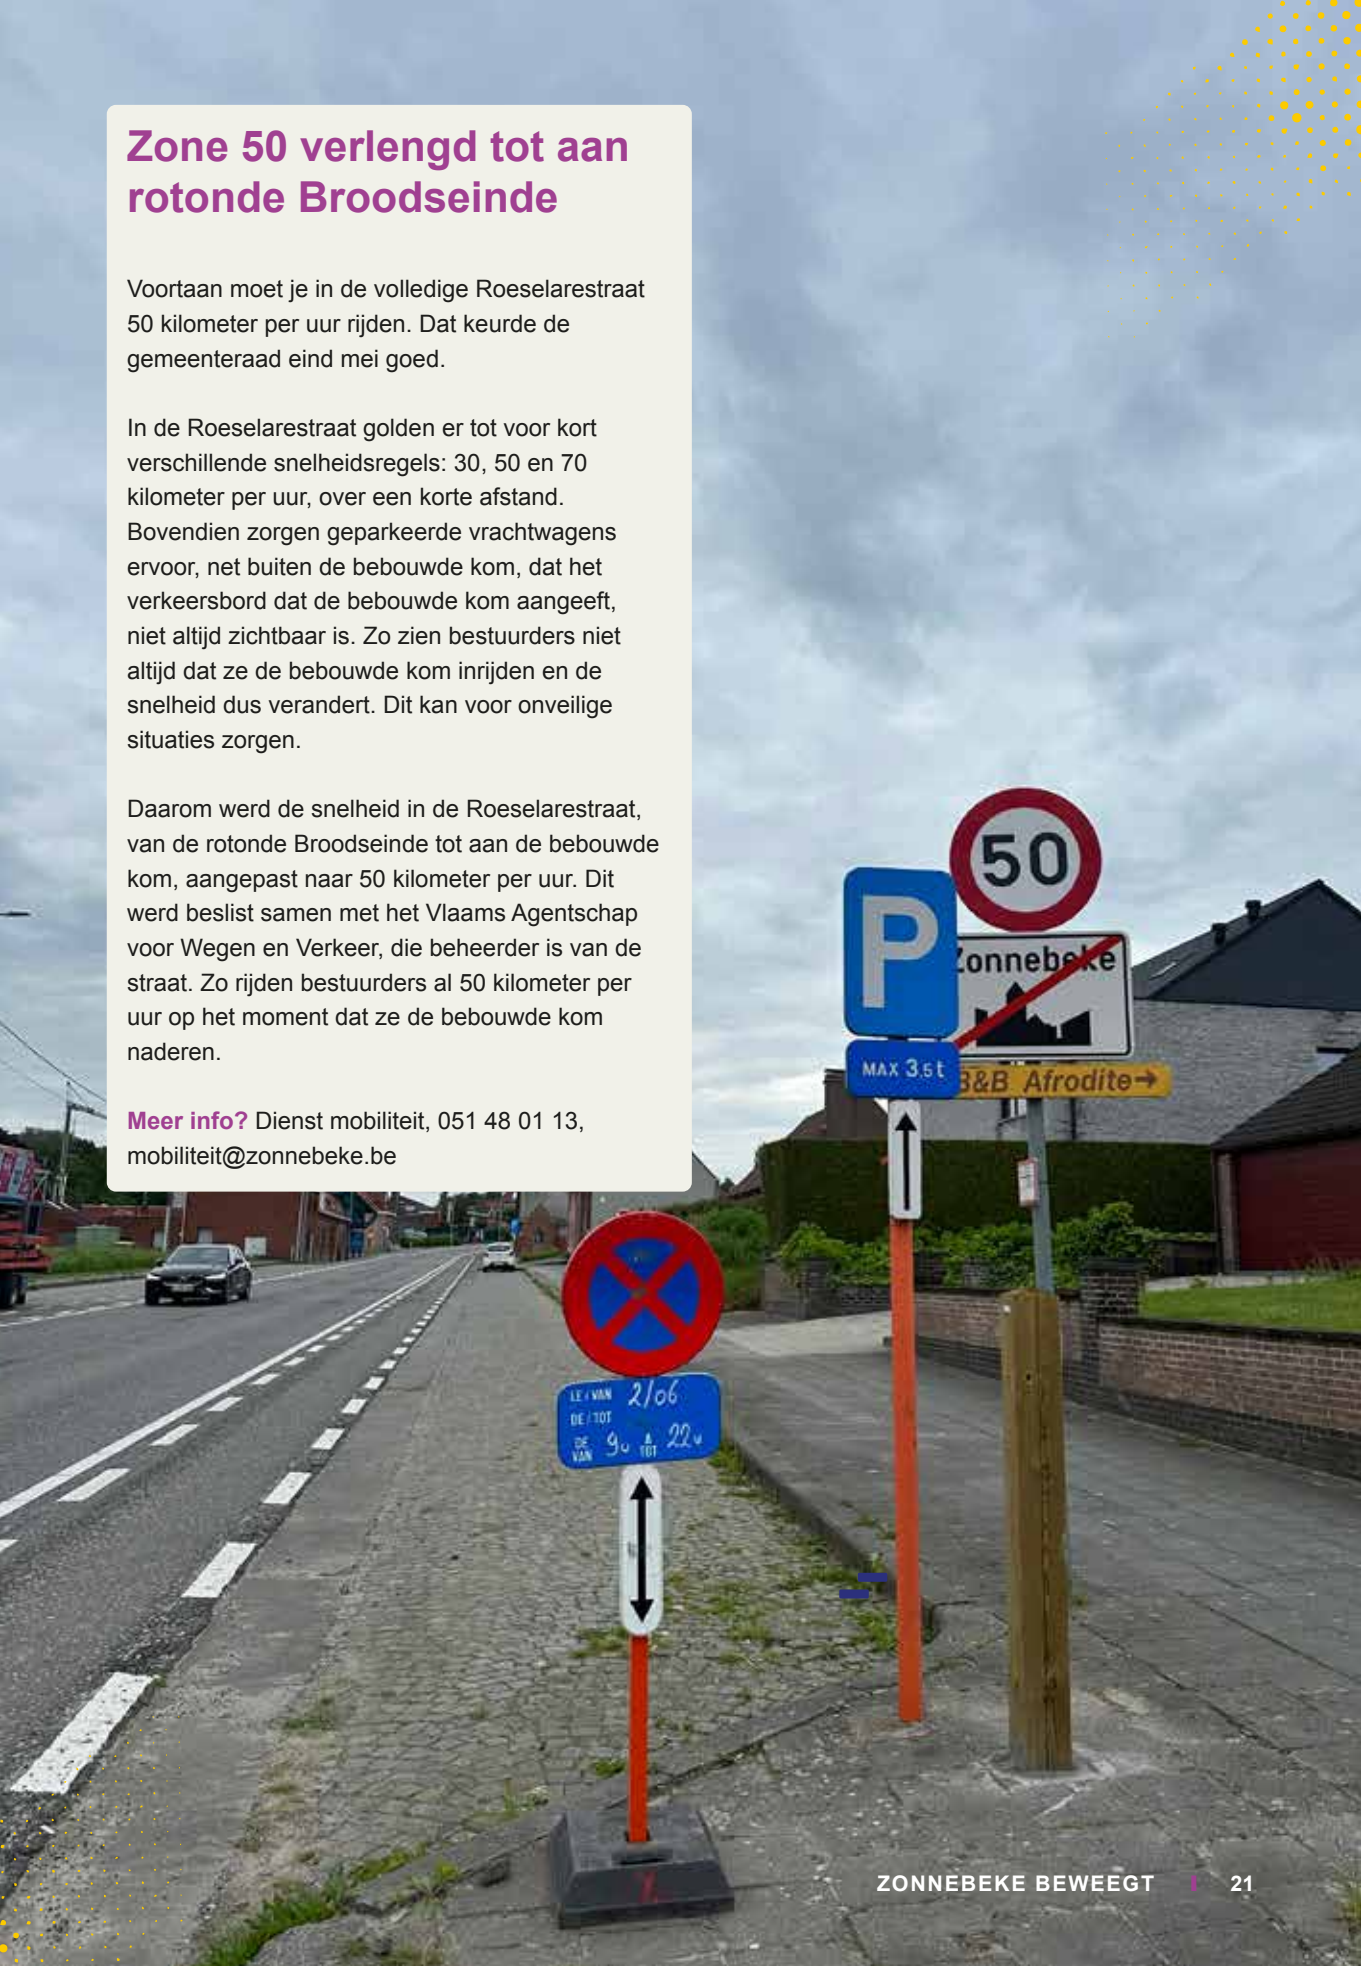 Zone 50 verlengd tot aan
rotonde Broodseinde
Voortaan moet je in de volledige Roeselarestraat
50 kilometer per uur rijden. Dat keurde de
gemeenteraad eind mei goed.
In de Roeselarestraat golden er tot voor kort
verschillende snelheidsregels: 30, 50 en 70
kilometer per uur, over een korte afstand.
Bovendien zorgen geparkeerde vrachtwagens
ervoor, net buiten de bebouwde kom, dat het
verkeersbord dat de bebouwde kom aangeeft,
niet altijd zichtbaar is. Zo zien bestuurders niet
altijd dat ze de bebouwde kom inrijden en de
snelheid dus verandert. Dit kan voor onveilige
situaties zorgen.
Daarom werd de snelheid in de Roeselarestraat,
van de rotonde Broodseinde tot aan de bebouwde
kom, aangepast naar 50 kilometer per uur. Dit
werd beslist samen met het Vlaams Agentschap
voor Wegen en Verkeer, die beheerder is van de
straat. Zo rijden bestuurders al 50 kilometer per
uur op het moment dat ze de bebouwde kom
naderen.
Meer info? Dienst mobiliteit, 051 48 01 13,
mobiliteit@zonnebeke.be
50
P
Zonnebeke
MAX 3.5t
B&B Afrodite→
LE / VAN 2/06
DE / TOT
DE VAN 9u A TOT 22u
ZONNEBEKE BEWEEGT | 21